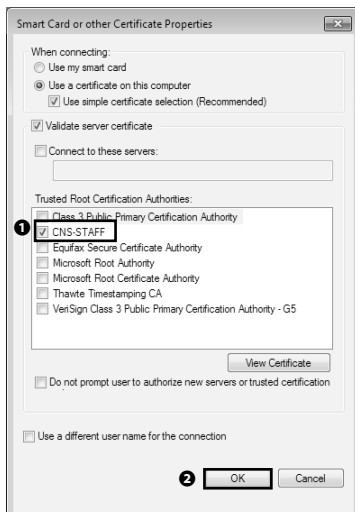 Smart Card or other Certificate Properties
When connecting:
Use my smart card
Use a certificate on this computer
Use simple certificate selection (Recommended)
Validate server certificate
Connect to these servers:
Trusted Root Certification Authorities:
Class 3 Public Primary Certification Authority
1 CNS-STAFF
Equifax Secure Certificate Authority
Microsoft Root Authority
Microsoft Root Certificate Authority
Thawte Timestamping CA
VeriSign Class 3 Public Primary Certification Authority - G5
View Certificate
Do not prompt user to authorize new servers or trusted certification
Use a different user name for the connection
2 OK Cancel